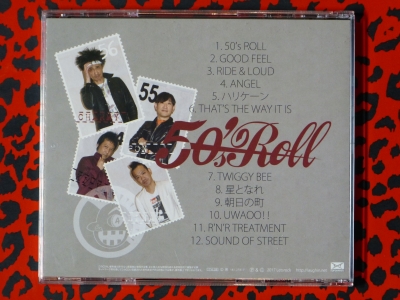 56
55
1. 50's ROLL
2. GOOD FEEL
3. RIDE & LOUD
4. ANGEL
5. ハリケーン
6. THAT'S THE WAY IT IS
50's Roll
7. TWIGGY BEE
8. 星となれ
9. 朝日の町
10. UWAOO!!
11. R'N'R TREATMENT
12. SOUND OF STREET